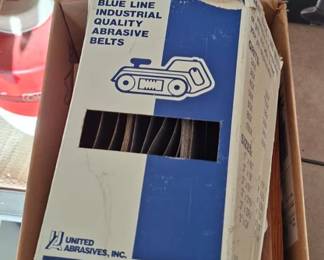 BLUE LINE
INDUSTRIAL
QUALITY
ABRASIVE
BELTS
UNITED
ABRASIVES, INC.